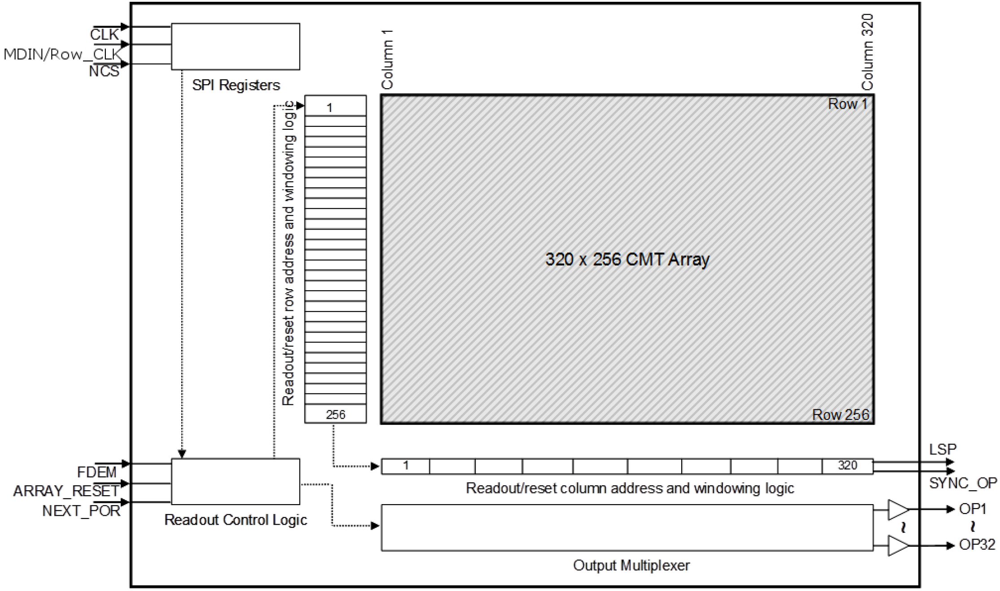 CLK
MDIN/Row_CLK
NCS
SPI Registers
Column 1
Column 320
Readout/reset row address and windowing logic
1
256
Row 1
320 x 256 CMT Array
Row 256
FDEM
ARRAY_RESET
NEXT_POR
Readout Control Logic
1
320
Readout/reset column address and windowing logic
LSP
SYNC_OP
OP1
~
~
OP32
Output Multiplexer